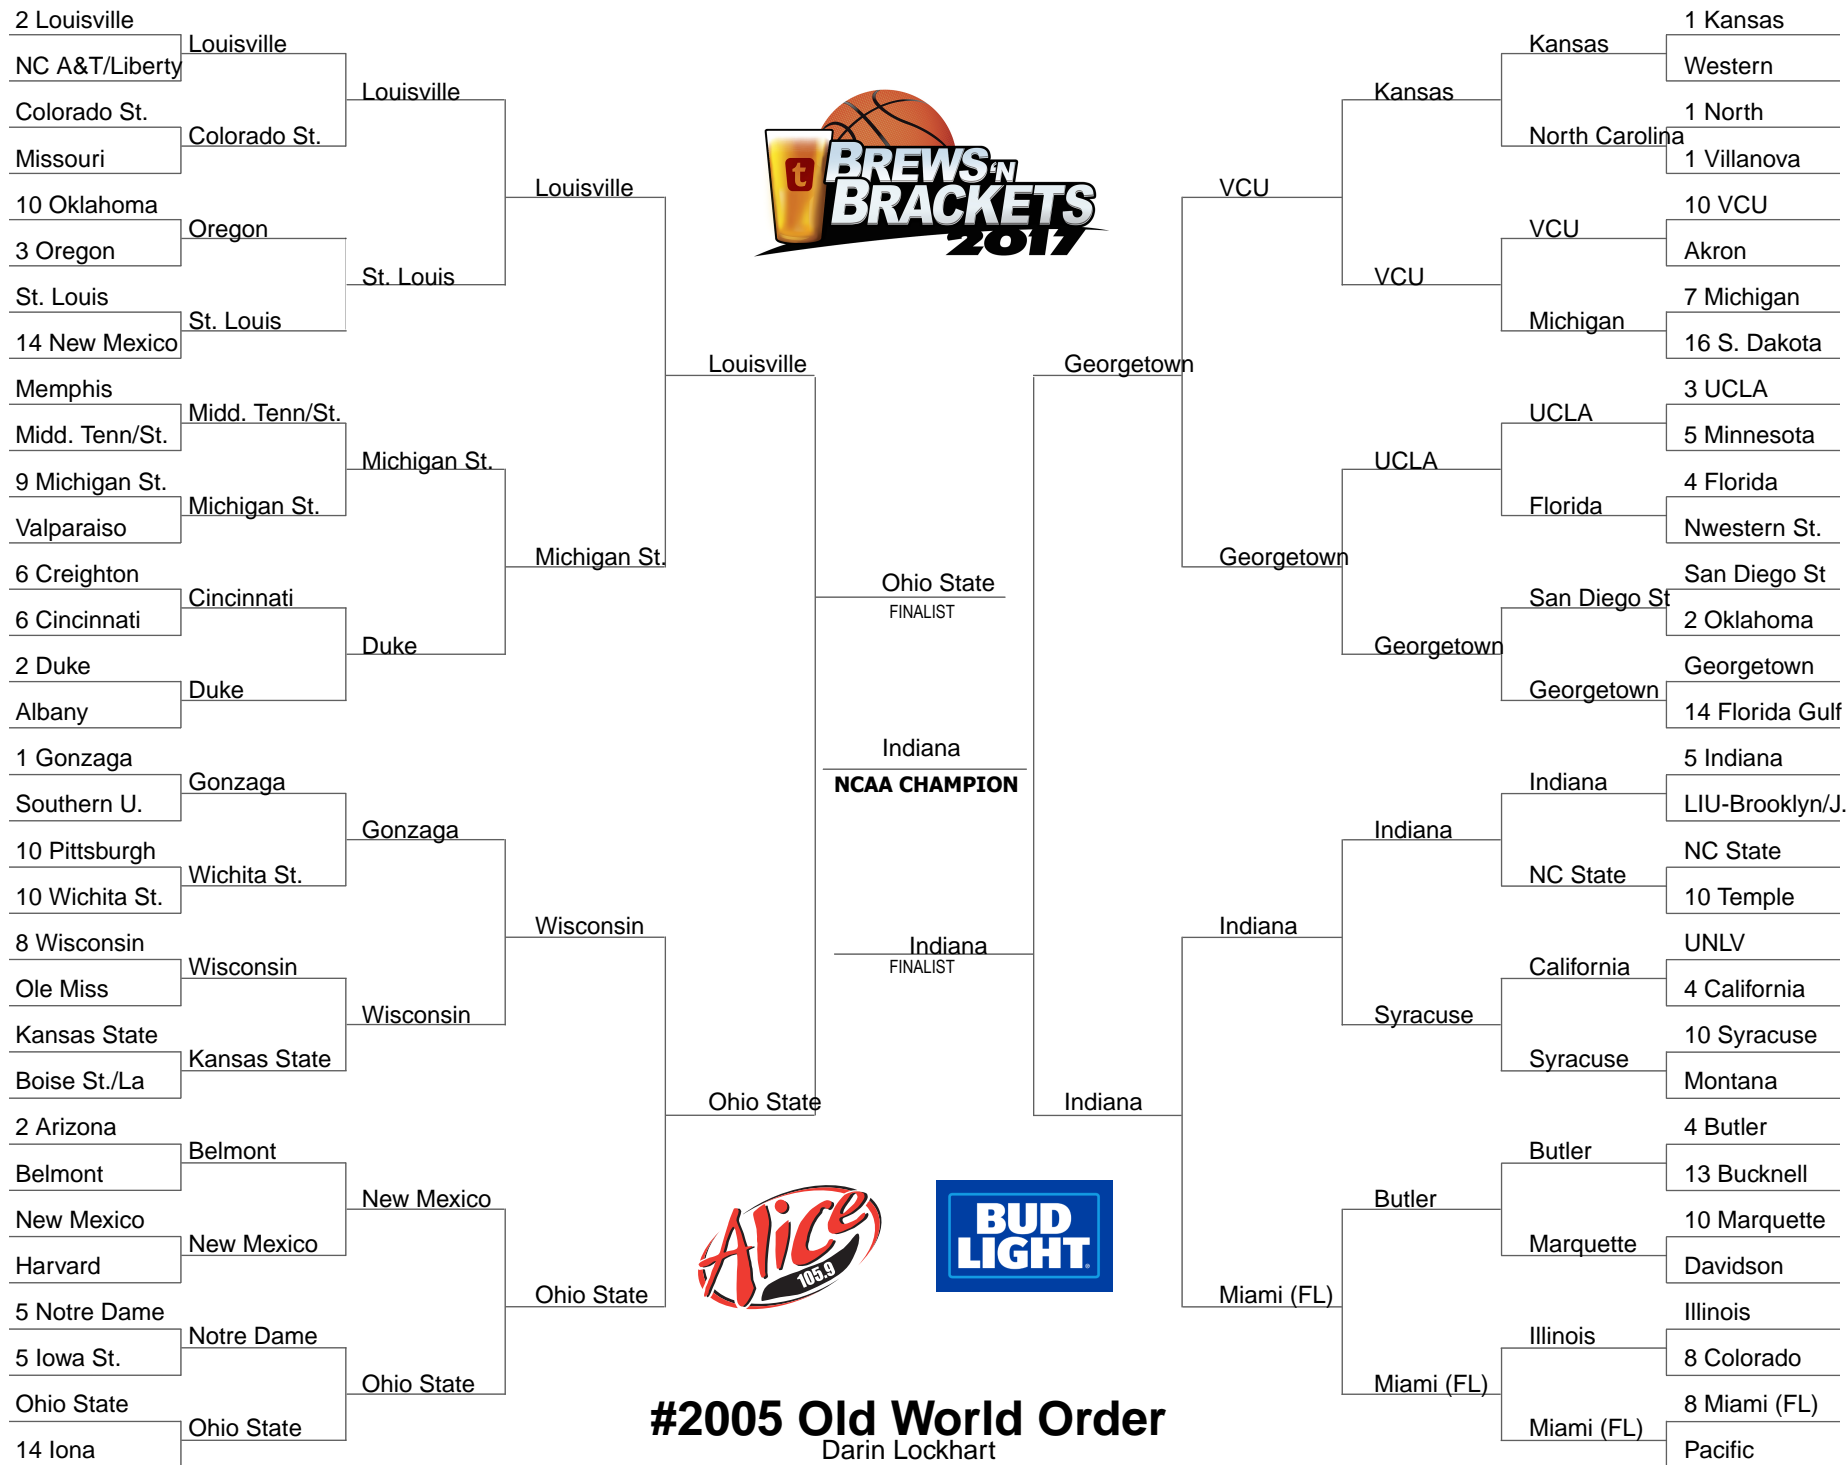 2 Louisville
NC A&T/Liberty
Colorado St.
Missouri
10 Oklahoma
3 Oregon
St. Louis
14 New Mexico
Memphis
Midd. Tenn/St.
9 Michigan St.
Valparaiso
6 Creighton
6 Cincinnati
2 Duke
Albany
1 Gonzaga
Southern U.
10 Pittsburgh
10 Wichita St.
8 Wisconsin
Ole Miss
Kansas State
Boise St./La
2 Arizona
Belmont
New Mexico
Harvard
5 Notre Dame
5 Iowa St.
Ohio State
14 Iona
Louisville
Colorado St.
Oregon
St. Louis
Midd. Tenn/St.
Michigan St.
Cincinnati
Duke
Gonzaga
Wichita St.
Wisconsin
Kansas State
Belmont
New Mexico
Notre Dame
Ohio State
Louisville
St. Louis
Michigan St.
Duke
Gonzaga
Wisconsin
New Mexico
Ohio State
Louisville
Michigan St.
Wisconsin
Ohio State
Louisville
Ohio State
t
BREWS 'N
BRACKETS
2017
Ohio State
FINALIST
Indiana
NCAA CHAMPION
Indiana
FINALIST
Alice
105.9
BUD
LIGHT
#2005 Old World Order
Darin Lockhart
Georgetown
Indiana
VCU
Georgetown
Indiana
Miami (FL)
Kansas
VCU
UCLA
Georgetown
Indiana
Syracuse
Butler
Miami (FL)
Kansas
North Carolina
VCU
Michigan
UCLA
Florida
San Diego St
Georgetown
Indiana
NC State
California
Syracuse
Butler
Marquette
Illinois
Miami (FL)
1 Kansas
Western
1 North
1 Villanova
10 VCU
Akron
7 Michigan
16 S. Dakota
3 UCLA
5 Minnesota
4 Florida
Nwestern St.
San Diego St
2 Oklahoma
Georgetown
14 Florida Gulf
5 Indiana
LIU-Brooklyn/J.
NC State
10 Temple
UNLV
4 California
10 Syracuse
Montana
4 Butler
13 Bucknell
10 Marquette
Davidson
Illinois
8 Colorado
8 Miami (FL)
Pacific